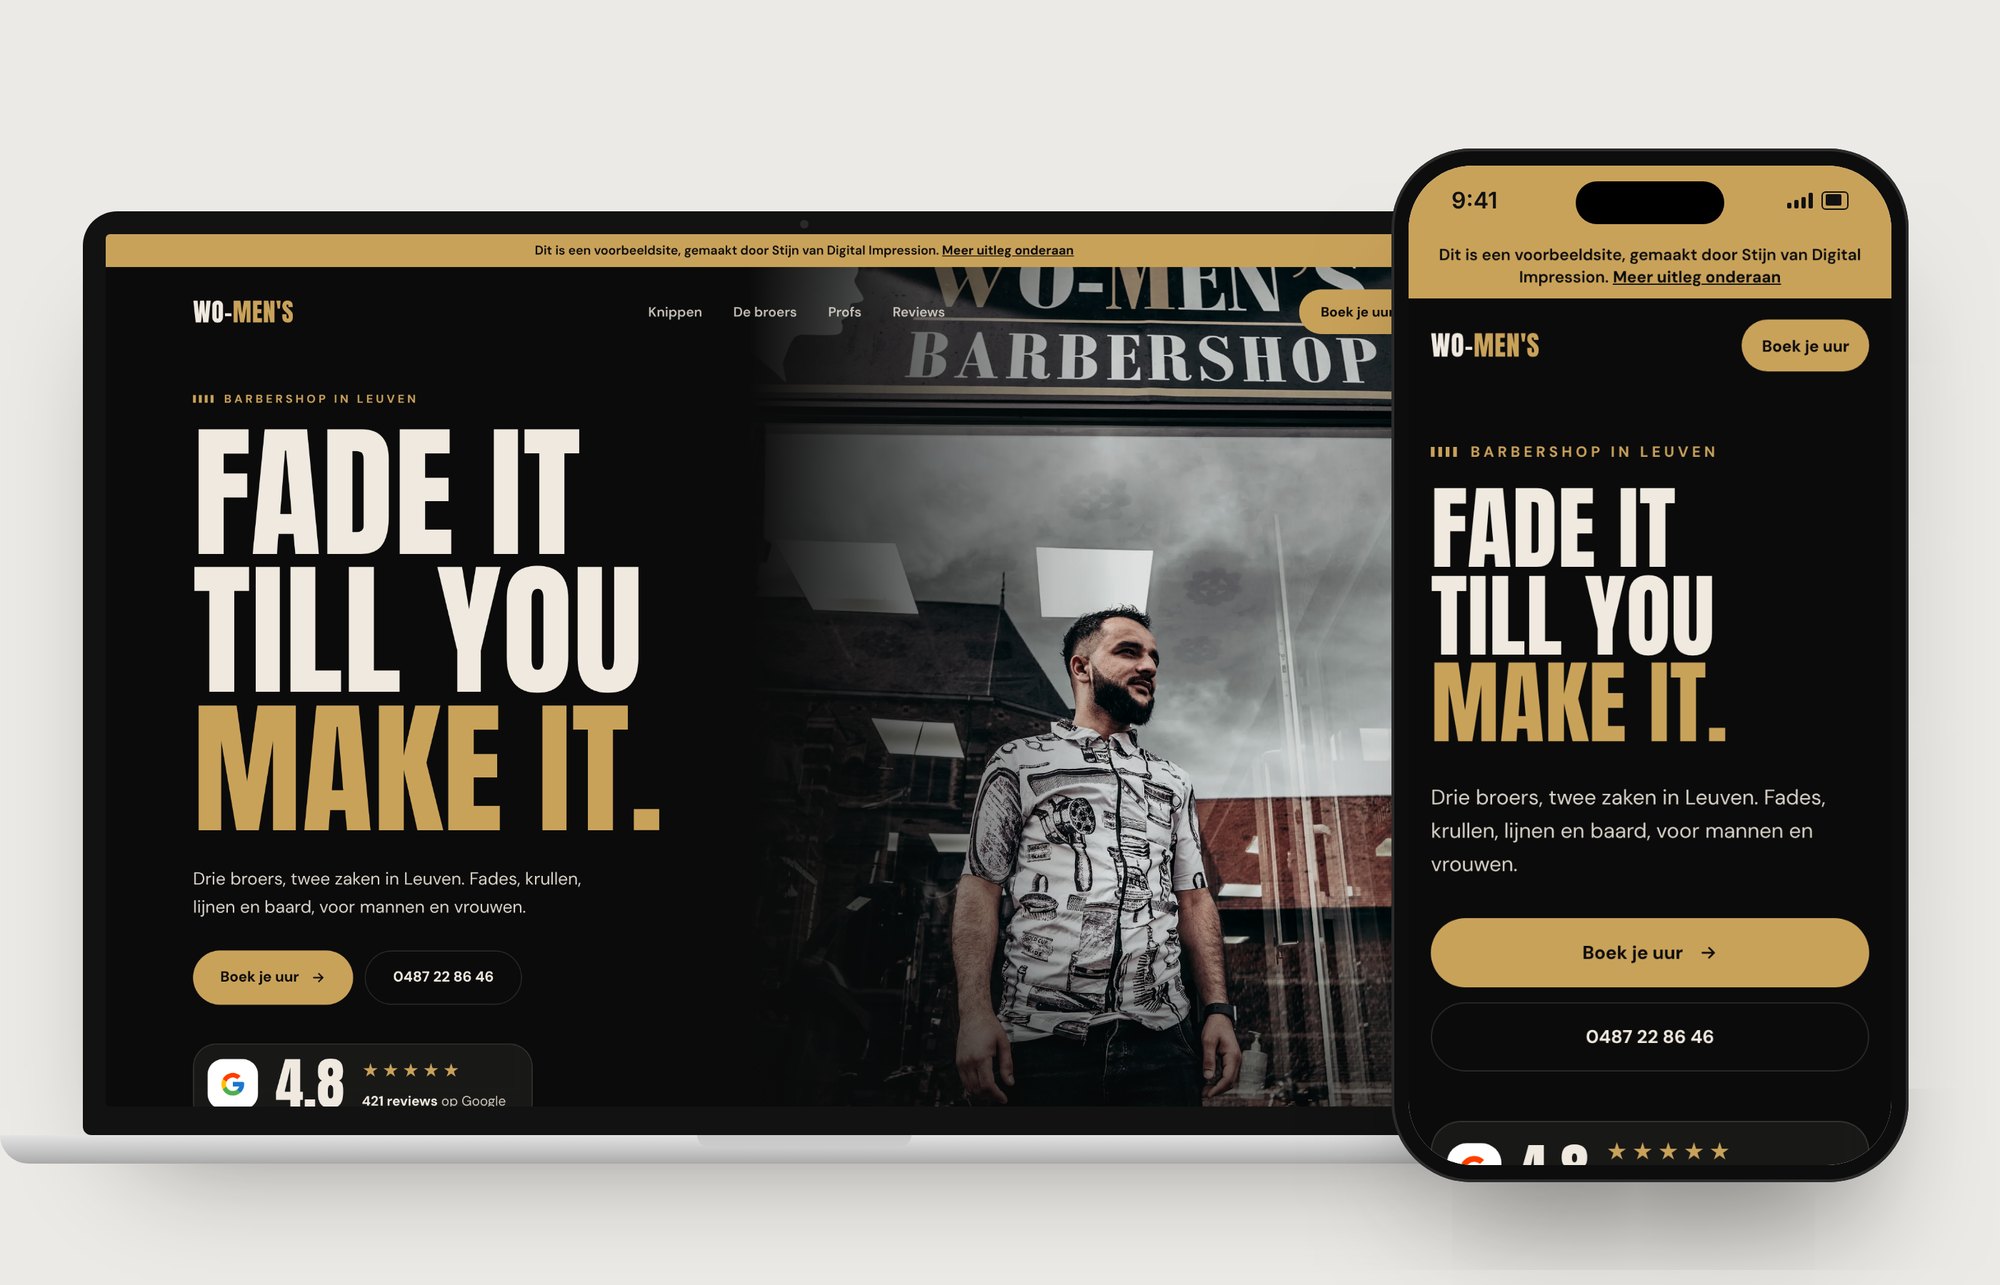 Dit is een voorbeeldsite, gemaakt door Stijn van Digital Impression. Meer uitleg onderaan
WO-MEN'S
Knippen De broers Profs Reviews
Boek je uur
WO-MEN'S
BARBERSHOP
BARBERSHOP IN LEUVEN
FADE IT
TILL YOU
MAKE IT.
Drie broers, twee zaken in Leuven. Fades, krullen,
lijnen en baard, voor mannen en vrouwen.
Boek je uur →
0487 22 86 46
G
4.8
★★★★★
421 reviews op Google
9:41
Dit is een voorbeeldsite, gemaakt door Stijn van Digital
Impression. Meer uitleg onderaan
WO-MEN'S
Boek je uur
BARBERSHOP IN LEUVEN
FADE IT
TILL YOU
MAKE IT.
Drie broers, twee zaken in Leuven. Fades,
krullen, lijnen en baard, voor mannen en
vrouwen.
Boek je uur →
0487 22 86 46
4.8
★★★★★